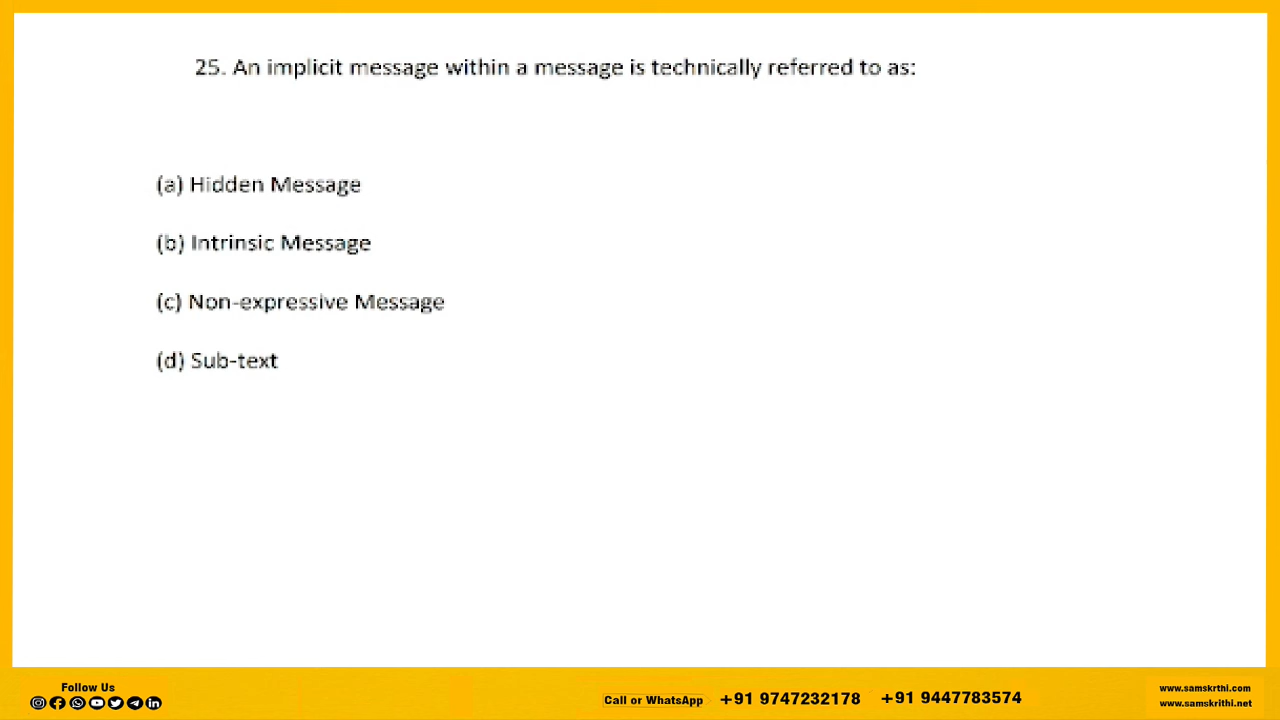 25. An implicit message within a message is technically referred to as:
(a) Hidden Message
(b) Intrinsic Message
(c) Non-expressive Message
(d) Sub-text
Follow Us
Call or WhatsApp +91 9747232178 +91 9447783574
www.samskrthi.com
www.samskrithi.net